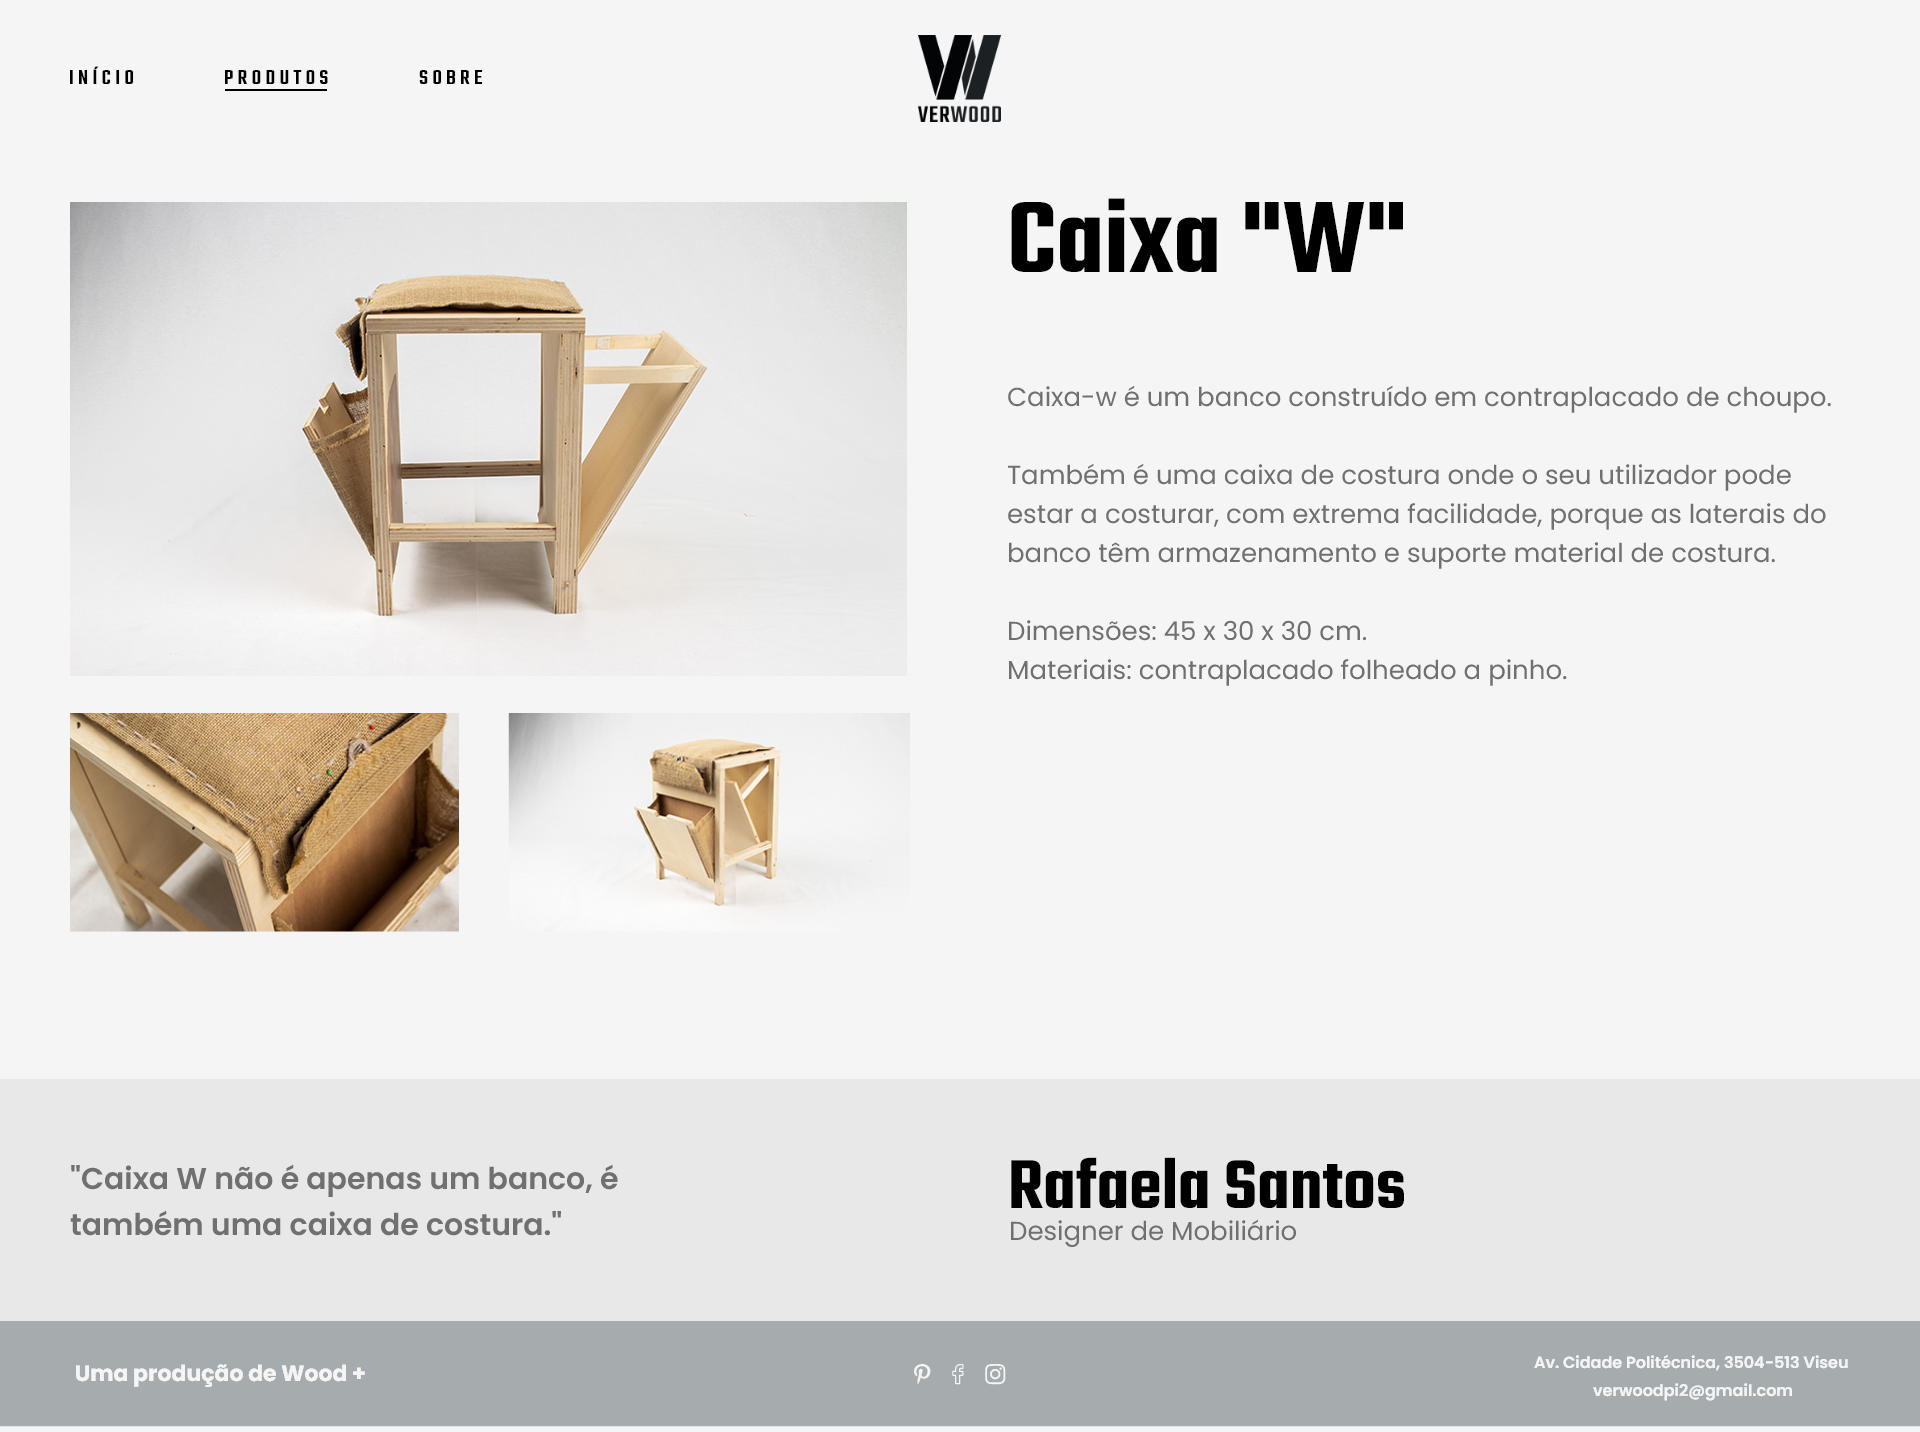 INÍCIO
PRODUTOS
SOBRE
VERWOOD
Caixa "W"
Caixa-w é um banco construído em contraplacado de choupo.
Também é uma caixa de costura onde o seu utilizador pode
estar a costurar, com extrema facilidade, porque as laterais do
banco têm armazenamento e suporte material de costura.
Dimensões: 45 x 30 x 30 cm.
Materiais: contraplacado folheado a pinho.
"Caixa W não é apenas um banco, é
também uma caixa de costura."
Rafaela Santos
Designer de Mobiliário
Uma produção de Wood +
Av. Cidade Politécnica, 3504-513 Viseu
verwoodpi2@gmail.com